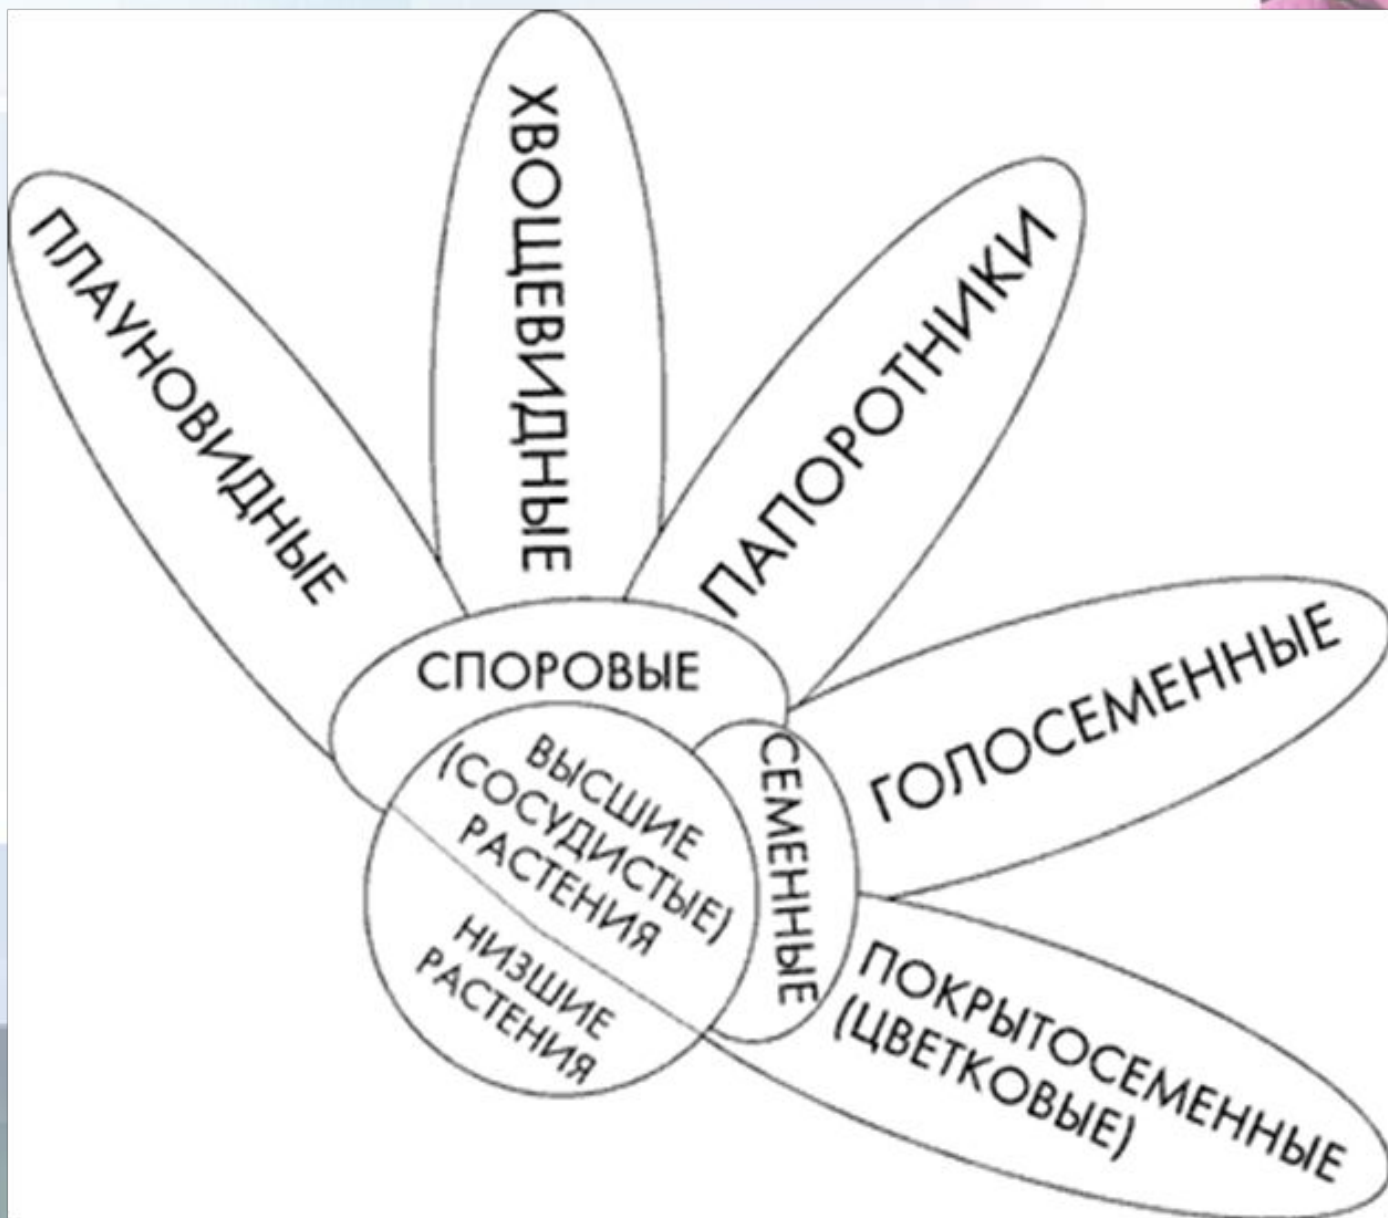 ПЛАУНОВИДНЫЕ
ХВОЩЕВИДНЫЕ
ПАПОРОТНИКИ
ГОЛОСЕМЕННЫЕ
ПОКРЫТОСЕМЕННЫЕ
(ЦВЕТКОВЫЕ)
СПОРОВЫЕ
СЕМЕННЫЕ
ВЫСШИЕ
(СОСУДИСТЫЕ)
РАСТЕНИЯ
НИЗШИЕ
РАСТЕНИЯ